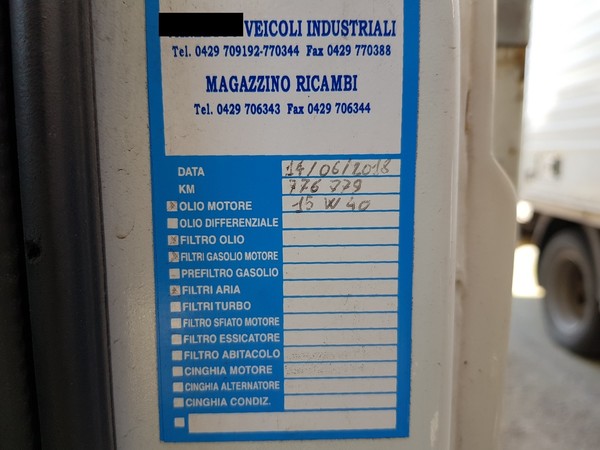 VEICOLI INDUSTRIALI
Tel. 0429 709192-770344 Fax 0429 770388
MAGAZZINO RICAMBI
Tel. 0429 706343 Fax 0429 706344
DATA 14/06/2018
KM 776 779
OLIO MOTORE 15 W 40
OLIO DIFFERENZIALE
FILTRO OLIO
FILTRI GASOLIO MOTORE
PREFILTRO GASOLIO
FILTRI ARIA
FILTRI TURBO
FILTRO SFIATO MOTORE
FILTRO ESSICATORE
FILTRO ABITACOLO
CINGHIA MOTORE
CINGHIA ALTERNATORE
CINGHIA CONDIZ.